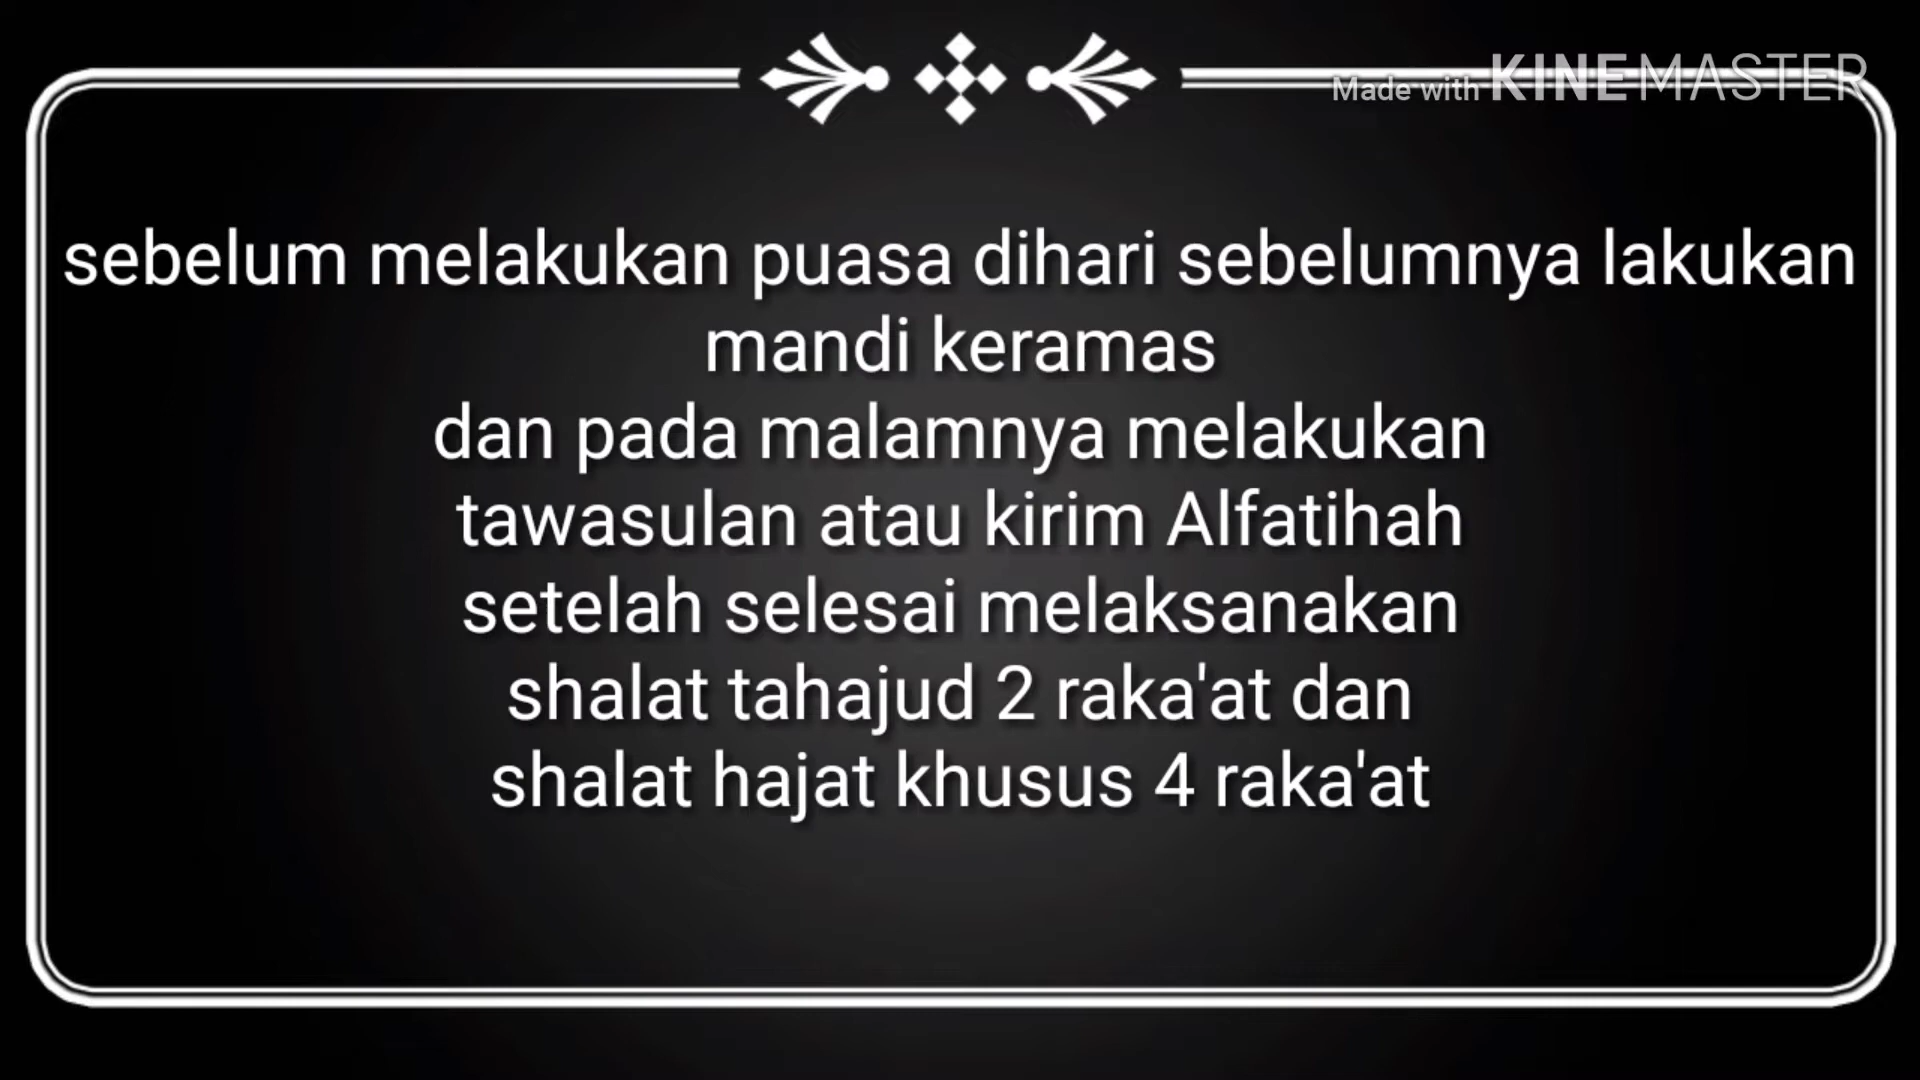 Made with KINEMASTER
sebelum melakukan puasa dihari sebelumnya lakukan
mandi keramas
dan pada malamnya melakukan
tawasulan atau kirim Alfatihah
setelah selesai melaksanakan
shalat tahajud 2 raka'at dan
shalat hajat khusus 4 raka'at